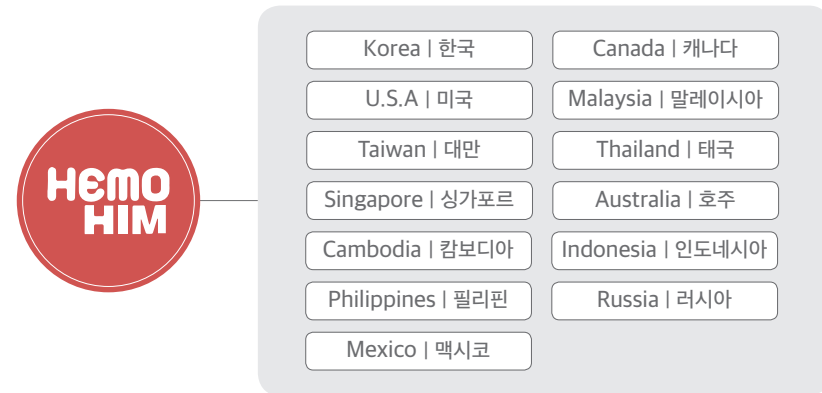 HEMO
HIM
Korea | 한국
Canada | 캐나다
U.S.A | 미국
Malaysia | 말레이시아
Taiwan | 대만
Thailand | 태국
Singapore | 싱가포르
Australia | 호주
Cambodia | 캄보디아
Indonesia | 인도네시아
Philippines | 필리핀
Russia | 러시아
Mexico | 맥시코